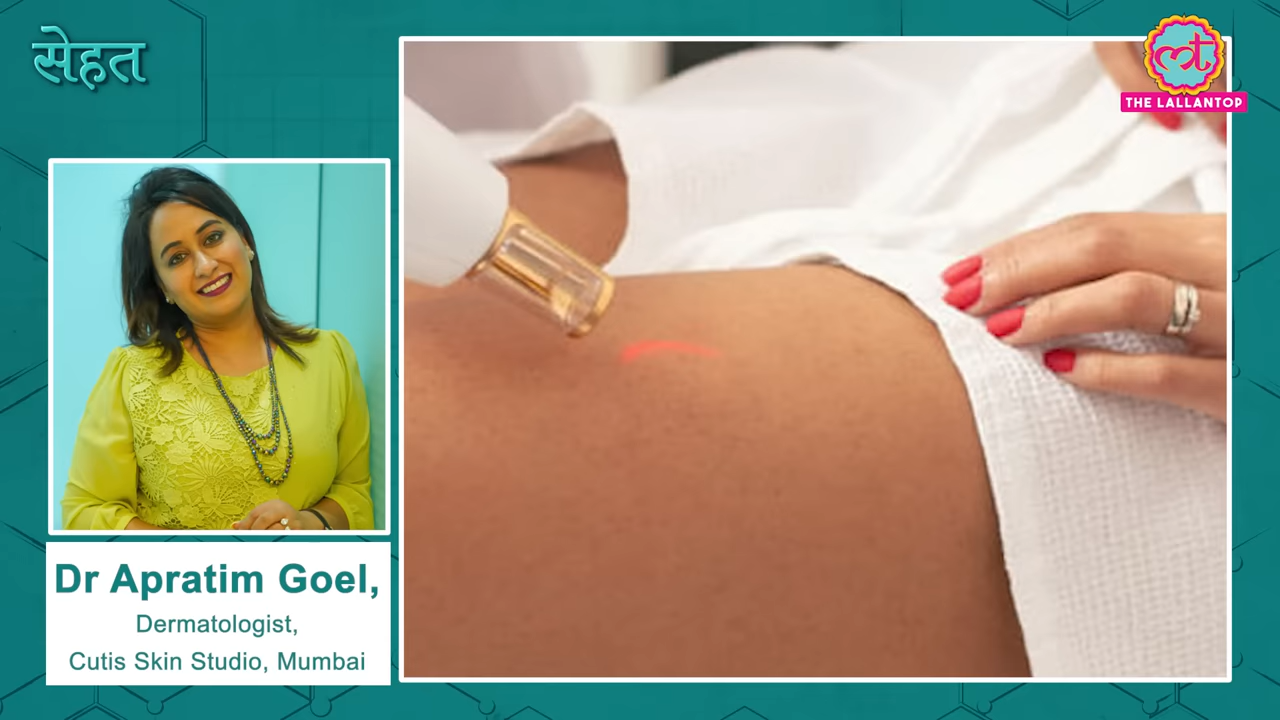 सेहत
THE LALLANTOP
Dr Apratim Goel,
Dermatologist,
Cutis Skin Studio, Mumbai